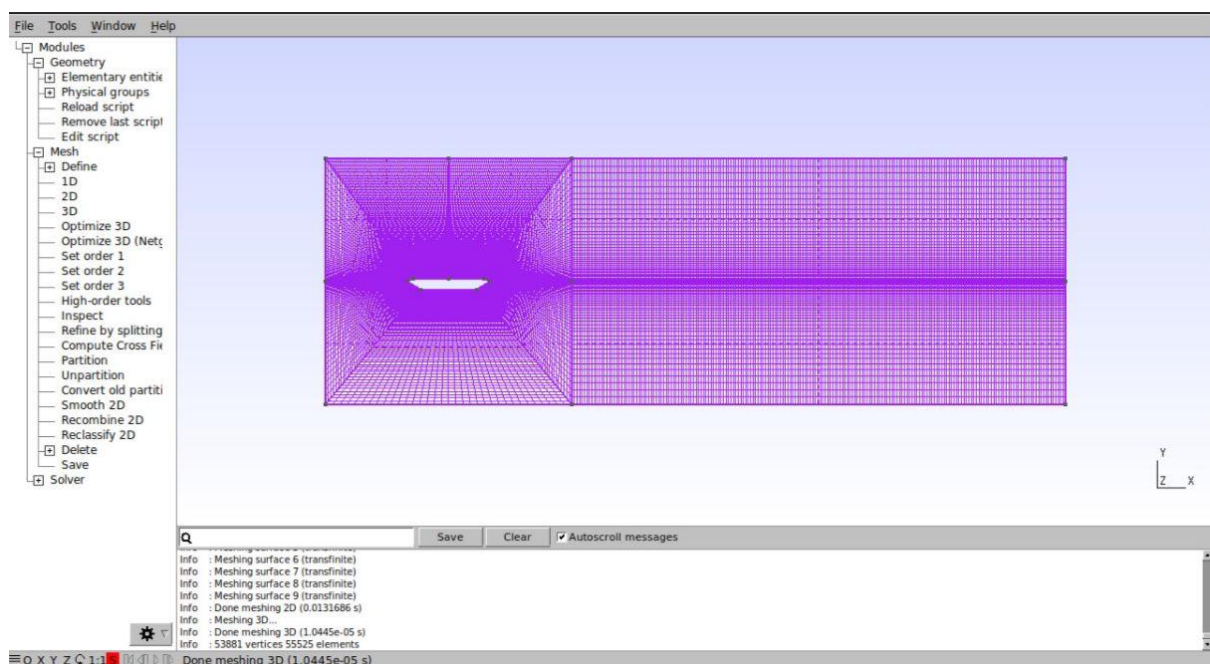 File Tools Window Help
Modules
Geometry
Elementary entitie
Physical groups
Reload script
Remove last script
Edit script
Mesh
Define
1D
2D
3D
Optimize 3D
Optimize 3D (Netg
Set order 1
Set order 2
Set order 3
High-order tools
Inspect
Refine by splitting
Compute Cross Fie
Partition
Unpartition
Convert old partiti
Smooth 2D
Recombine 2D
Reclassify 2D
Delete
Save
Solver
Y
Z X
Save Clear Autoscroll messages
Info : Meshing surface 6 (transfinite)
Info : Meshing surface 7 (transfinite)
Info : Meshing surface 8 (transfinite)
Info : Meshing surface 9 (transfinite)
Info : Done meshing 2D (0.0131686 s)
Info : Meshing 3D...
Info : Done meshing 3D (1.0445e-05 s)
Info : 53881 vertices 55525 elements
O X Y Z 1:1 S Done meshing 3D (1.0445e-05 s)